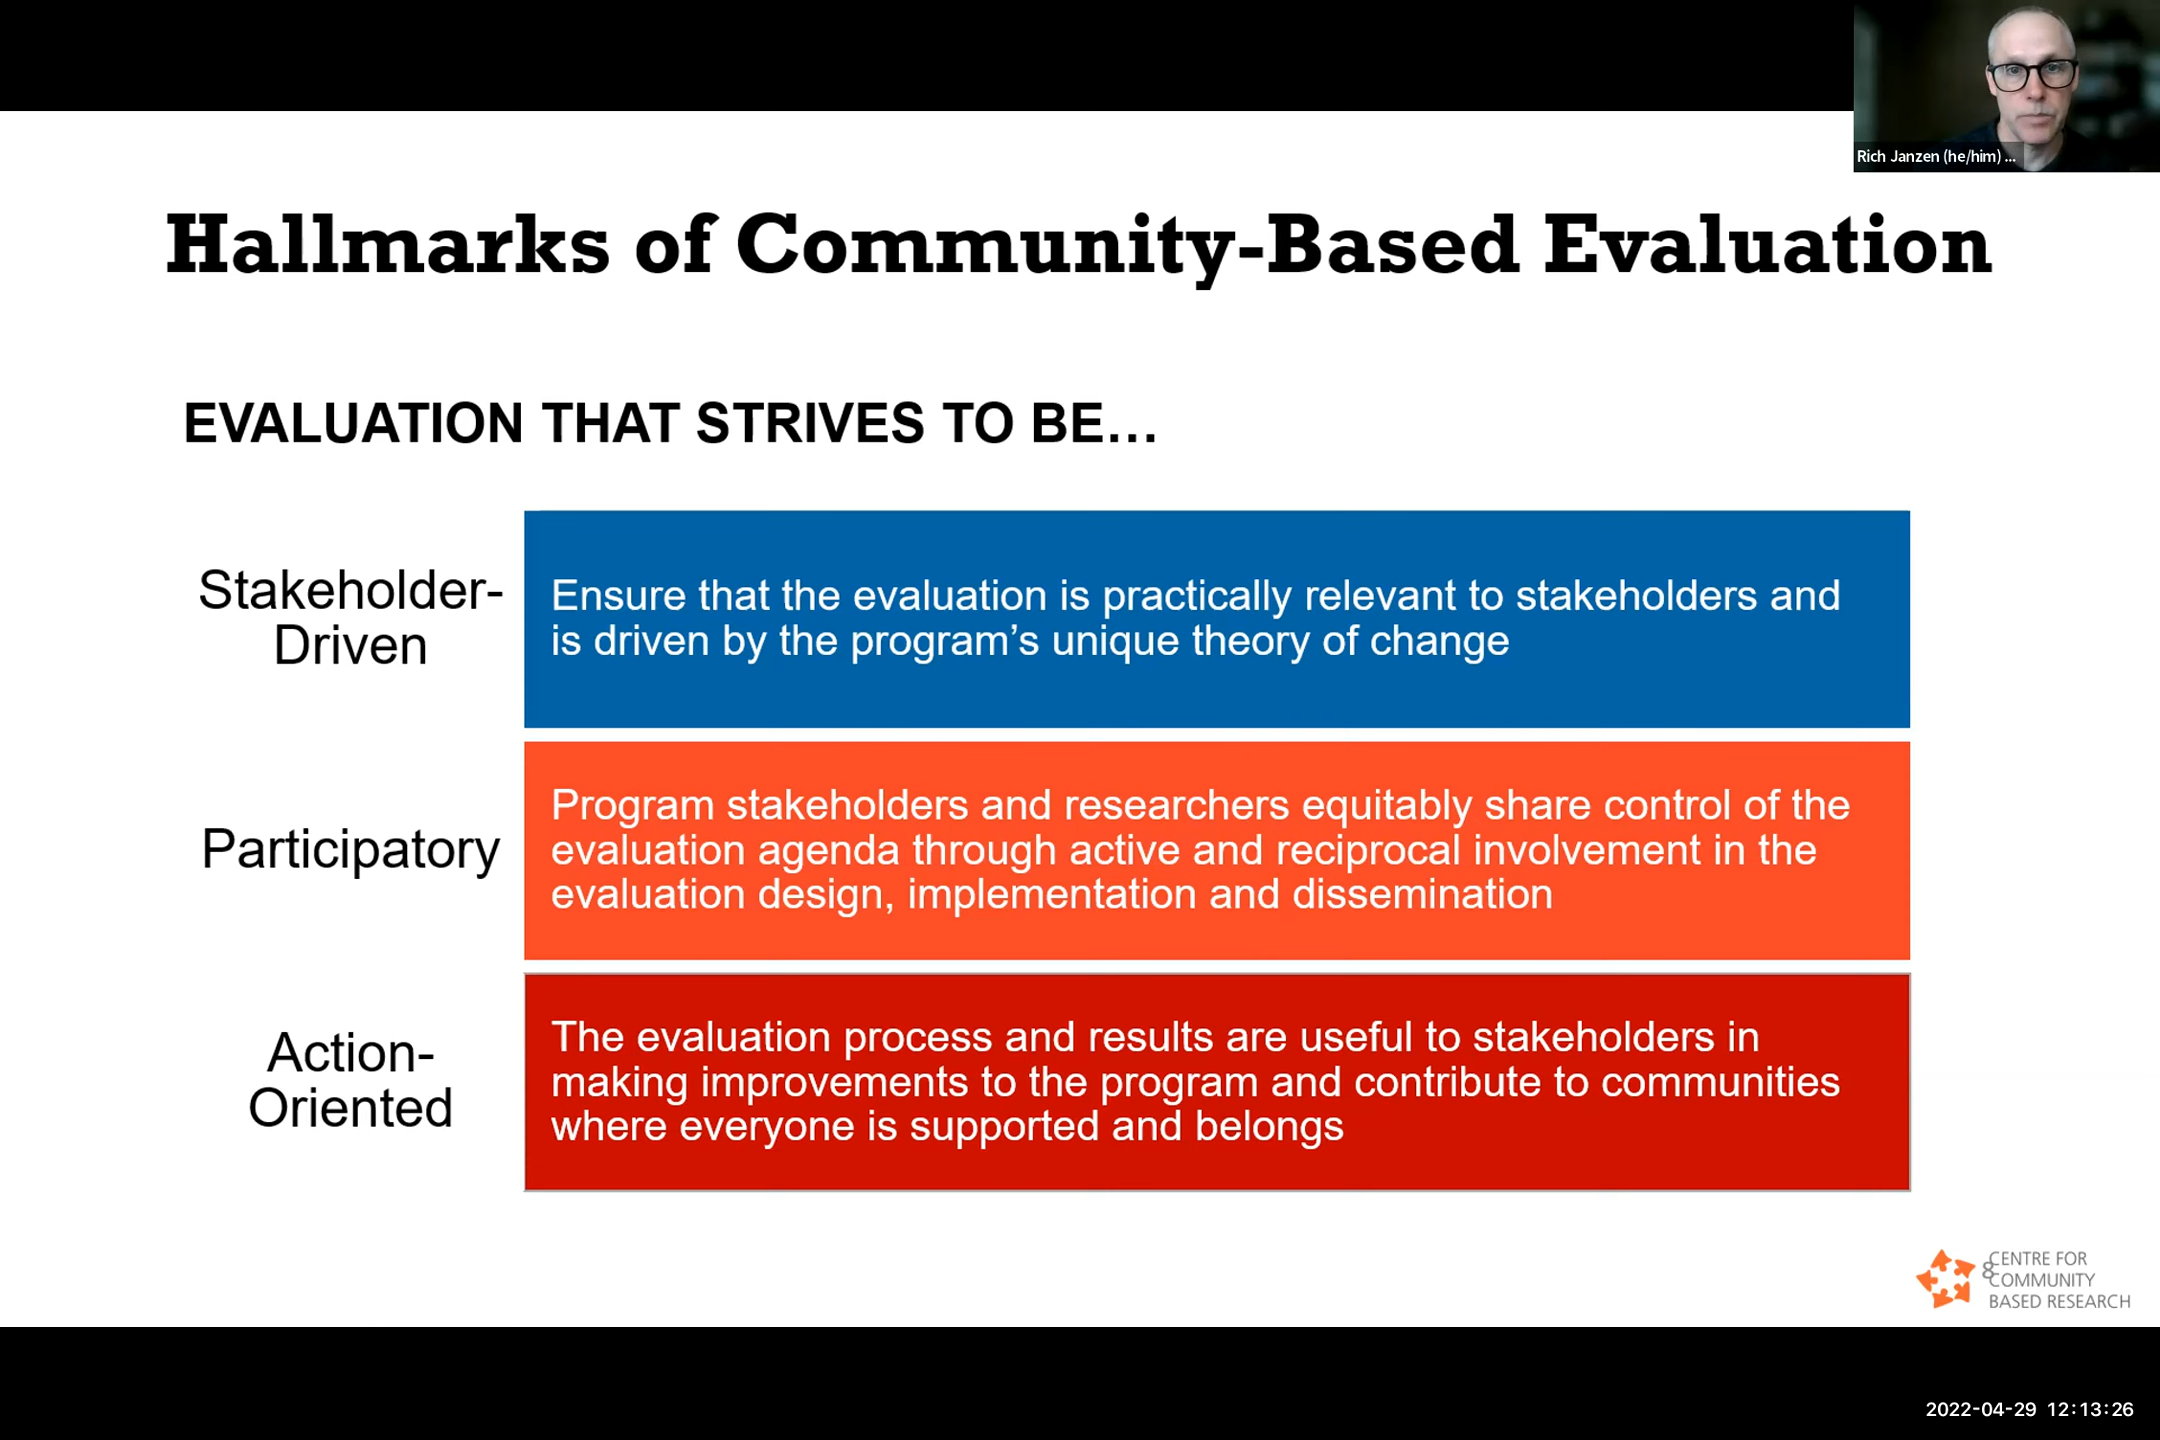 Rich Janzen (he/him) ...
Hallmarks of Community-Based Evaluation
EVALUATION THAT STRIVES TO BE...
Stakeholder-
Driven
Ensure that the evaluation is practically relevant to stakeholders and
is driven by the program’s unique theory of change
Participatory
Program stakeholders and researchers equitably share control of the
evaluation agenda through active and reciprocal involvement in the
evaluation design, implementation and dissemination
Action-
Oriented
The evaluation process and results are useful to stakeholders in
making improvements to the program and contribute to communities
where everyone is supported and belongs
8
CENTRE FOR
COMMUNITY
BASED RESEARCH
2022-04-29 12:13:26